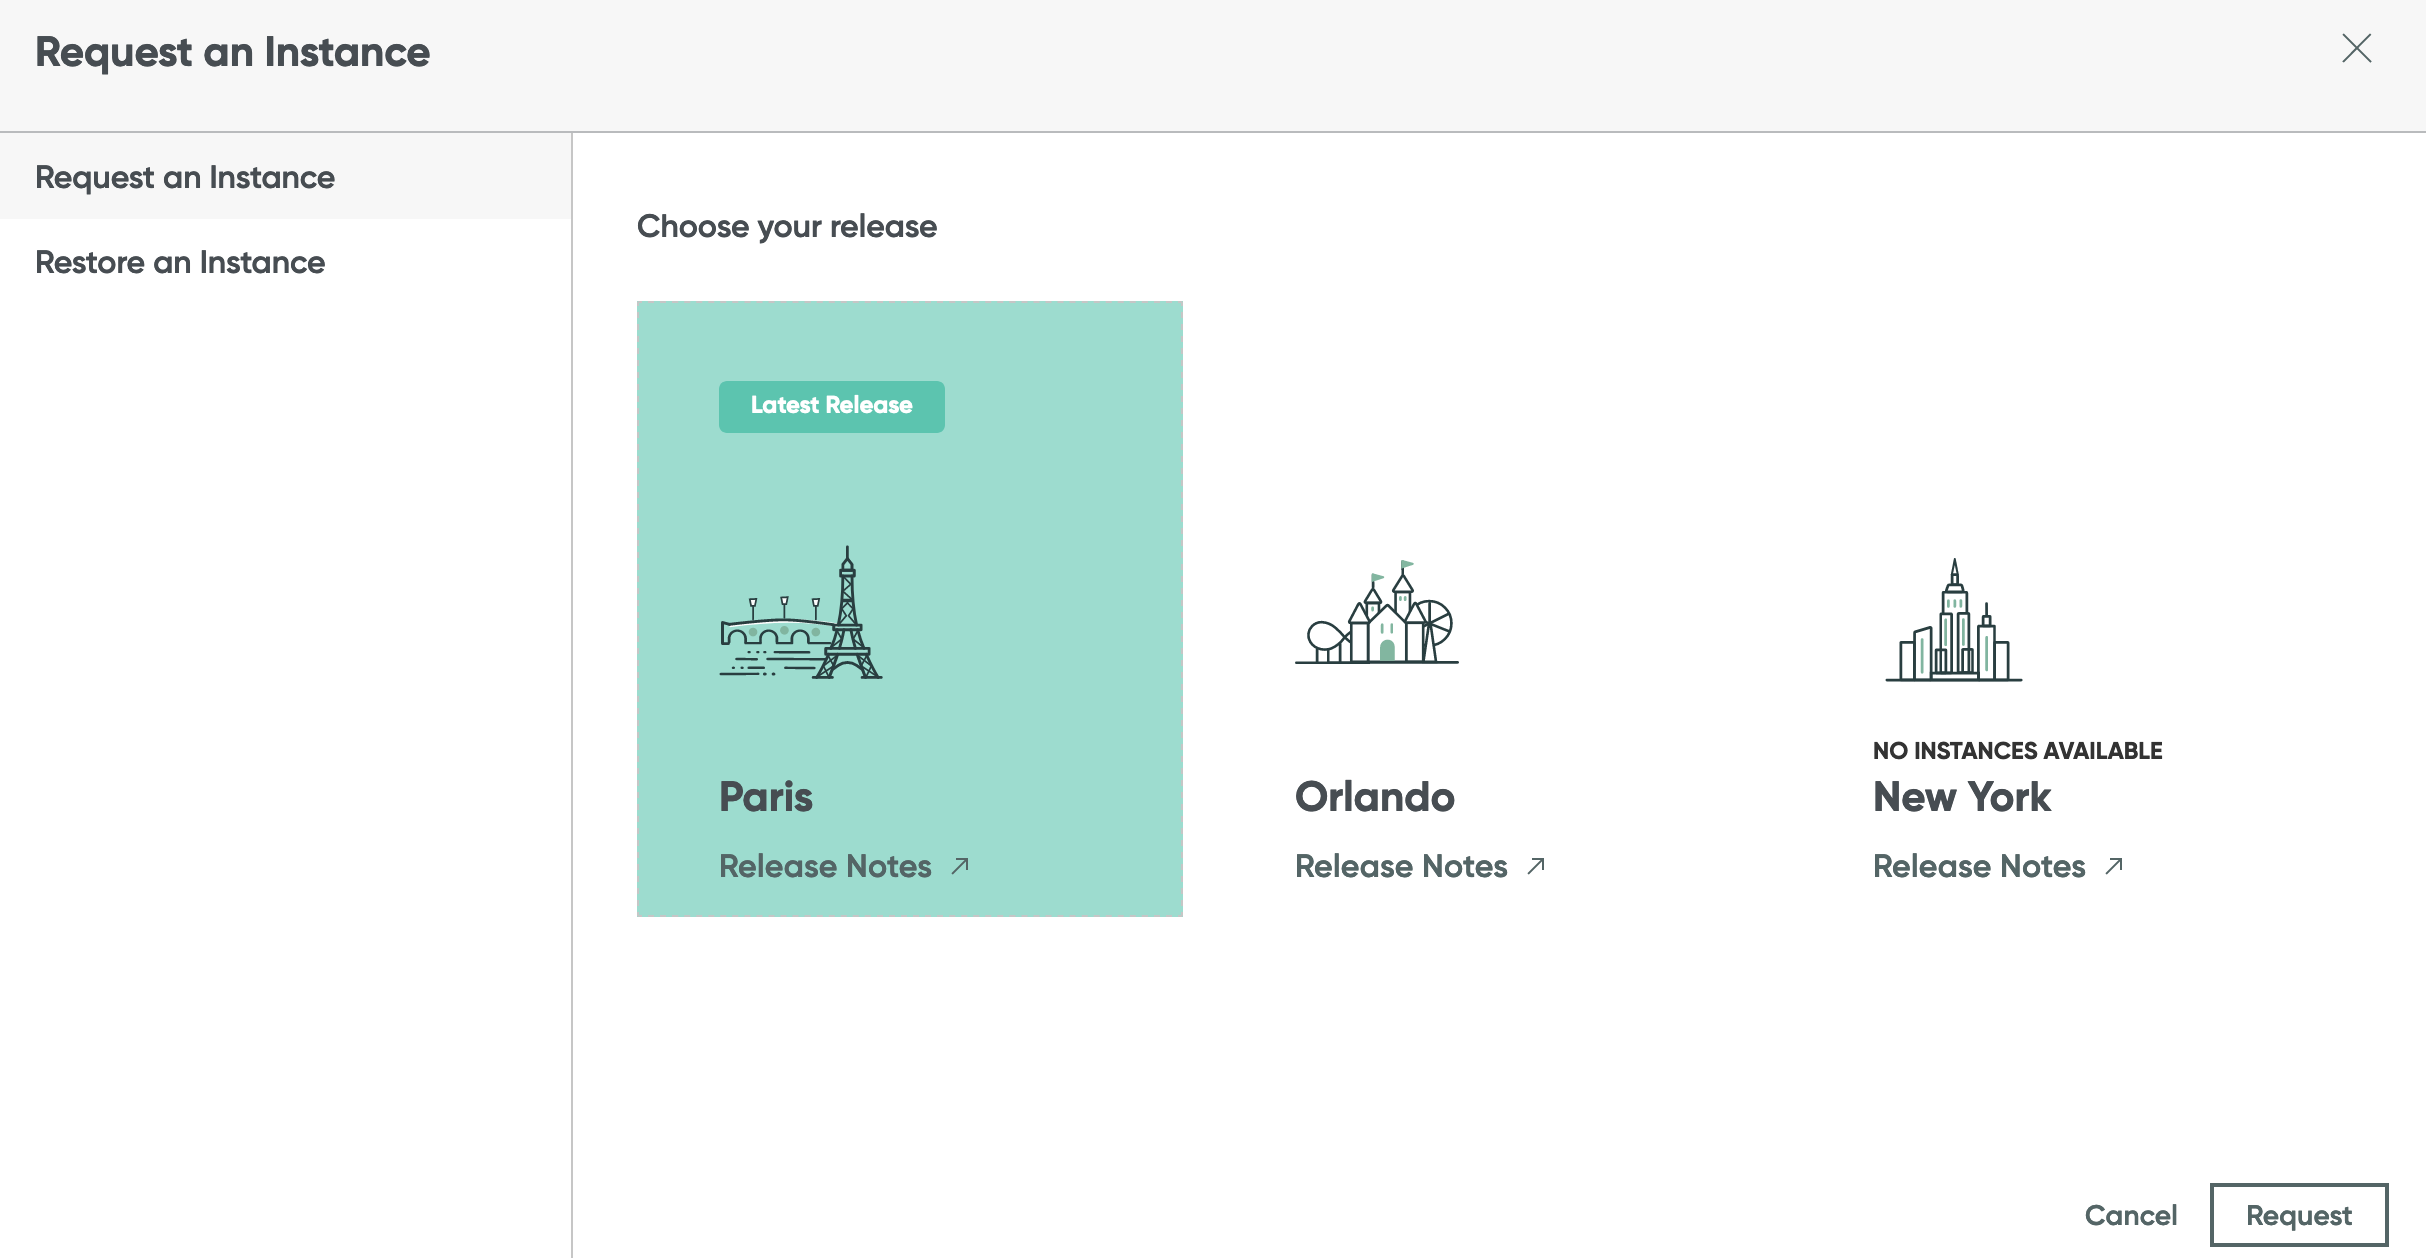 Request an Instance
Request an Instance
Restore an Instance
Choose your release
Latest Release
Paris
Release Notes
Orlando
Release Notes
NO INSTANCES AVAILABLE
New York
Release Notes
Cancel
Request